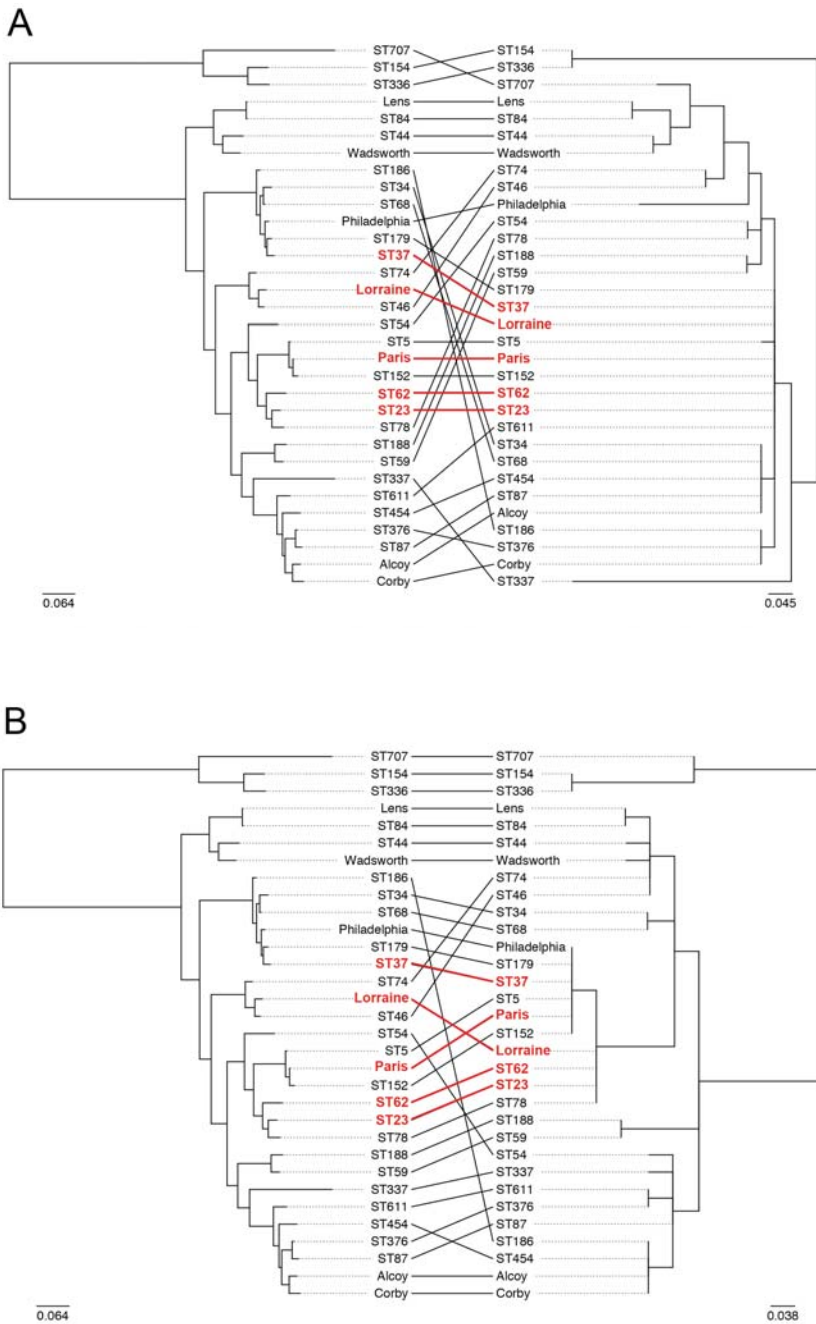 A
ST707 ST154
ST154 ST336
ST336 ST707
Lens Lens
ST84 ST84
ST44 ST44
Wadsworth Wadsworth
ST186 ST74
ST34 ST46
ST68 Philadelphia
Philadelphia ST54
ST179 ST78
ST37 ST188
ST74 ST59
Lorraine ST179
ST46 ST37
ST54 Lorraine
ST5 ST5
Paris Paris
ST152 ST152
ST62 ST62
ST23 ST23
ST78 ST611
ST188 ST34
ST59 ST68
ST337 ST454
ST611 ST87
ST454 Alcoy
ST376 ST186
ST87 ST376
Alcoy Corby
Corby ST337
0.064 0.045
B
ST707 ST707
ST154 ST154
ST336 ST336
Lens Lens
ST84 ST84
ST44 ST44
Wadsworth Wadsworth
ST186 ST74
ST34 ST46
ST68 ST34
Philadelphia ST68
ST179 Philadelphia
ST37 ST179
ST74 ST37
Lorraine ST5
ST46 Paris
ST54 ST152
ST5 Lorraine
Paris ST62
ST152 ST23
ST62 ST78
ST23 ST188
ST78 ST59
ST188 ST54
ST59 ST337
ST337 ST611
ST611 ST376
ST454 ST87
ST376 ST186
ST87 ST454
Alcoy Alcoy
Corby Corby
0.064 0.038